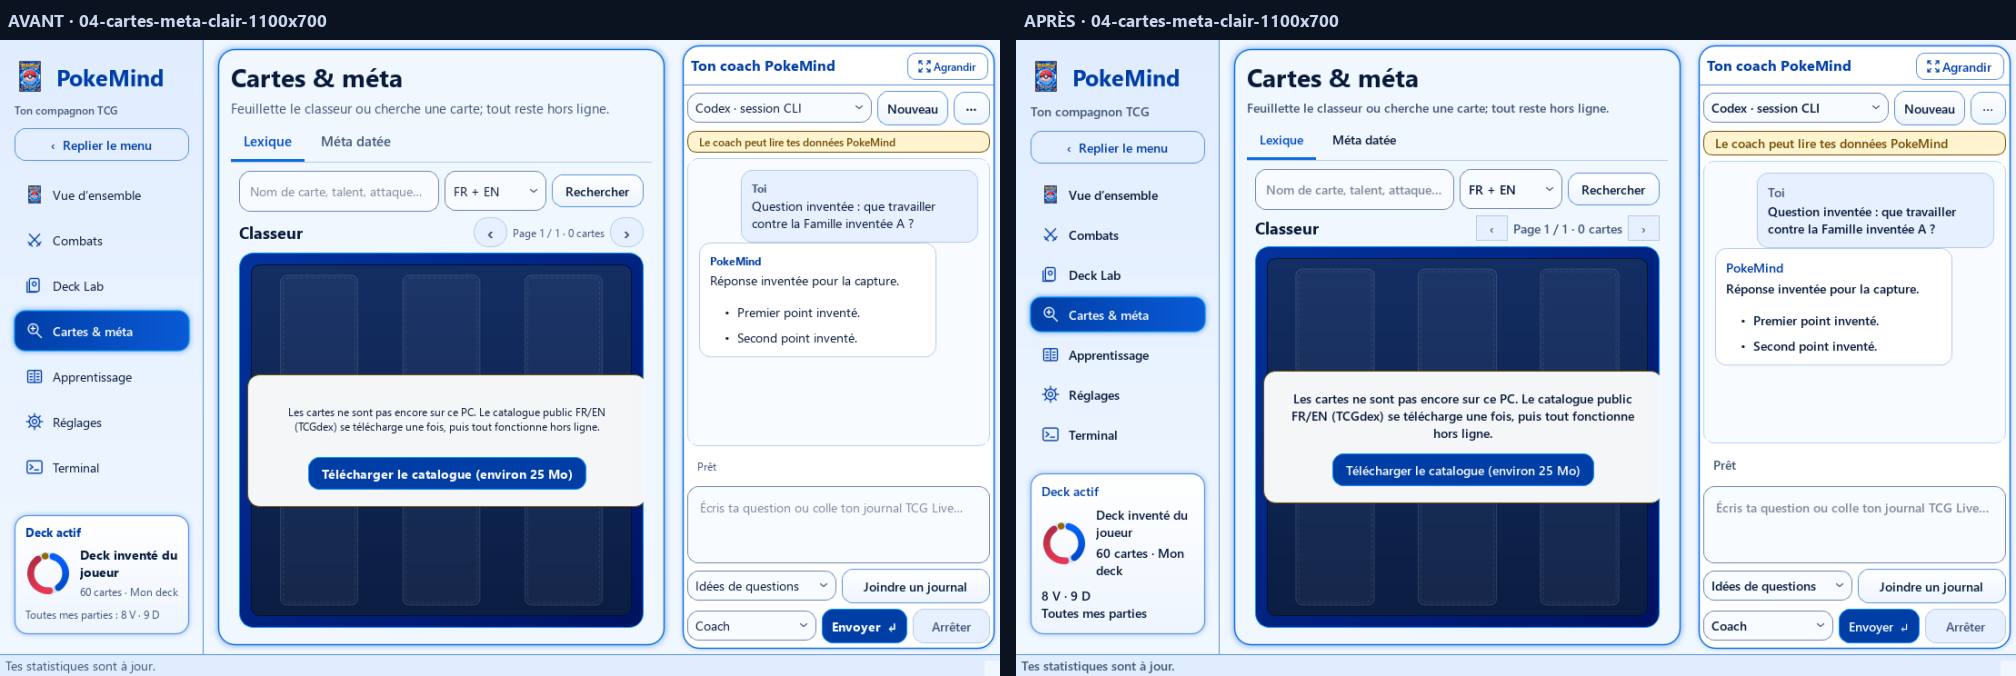 AVANT · 04-cartes-meta-clair-1100x700
PokeMind
Ton compagnon TCG
‹ Replier le menu
Vue d'ensemble
Combats
Deck Lab
Cartes & méta
Apprentissage
Réglages
Terminal
Deck actif
Deck inventé du
joueur
60 cartes · Mon deck
Toutes mes parties : 8 V · 9 D
Cartes & méta
Feuillette le classeur ou cherche une carte; tout reste hors ligne.
Lexique Méta datée
Nom de carte, talent, attaque... FR + EN Rechercher
Classeur ‹ Page 1 / 1 · 0 cartes ›
Les cartes ne sont pas encore sur ce PC. Le catalogue public FR/EN
(TCGdex) se télécharge une fois, puis tout fonctionne hors ligne.
Télécharger le catalogue (environ 25 Mo)
Ton coach PokeMind Agrandir
Codex · session CLI Nouveau ...
Le coach peut lire tes données PokeMind
Toi
Question inventée : que travailler
contre la Famille inventée A ?
PokeMind
Réponse inventée pour la capture.
• Premier point inventé.
• Second point inventé.
Prêt
Écris ta question ou colle ton journal TCG Live...
Idées de questions Joindre un journal
Coach Envoyer ↲ Arrêter
Tes statistiques sont à jour.
APRÈS · 04-cartes-meta-clair-1100x700
PokeMind
Ton compagnon TCG
‹ Replier le menu
Vue d'ensemble
Combats
Deck Lab
Cartes & méta
Apprentissage
Réglages
Terminal
Deck actif
Deck inventé du
joueur
60 cartes · Mon
deck
8 V · 9 D
Toutes mes parties
Cartes & méta
Feuillette le classeur ou cherche une carte; tout reste hors ligne.
Lexique Méta datée
Nom de carte, talent, attaque... FR + EN Rechercher
Classeur ‹ Page 1 / 1 · 0 cartes ›
Les cartes ne sont pas encore sur ce PC. Le catalogue public
FR/EN (TCGdex) se télécharge une fois, puis tout fonctionne
hors ligne.
Télécharger le catalogue (environ 25 Mo)
Ton coach PokeMind Agrandir
Codex · session CLI Nouveau ...
Le coach peut lire tes données PokeMind
Toi
Question inventée : que travailler
contre la Famille inventée A ?
PokeMind
Réponse inventée pour la capture.
• Premier point inventé.
• Second point inventé.
Prêt
Écris ta question ou colle ton journal TCG Live...
Idées de questions Joindre un journal
Coach Envoyer ↲ Arrêter
Tes statistiques sont à jour.